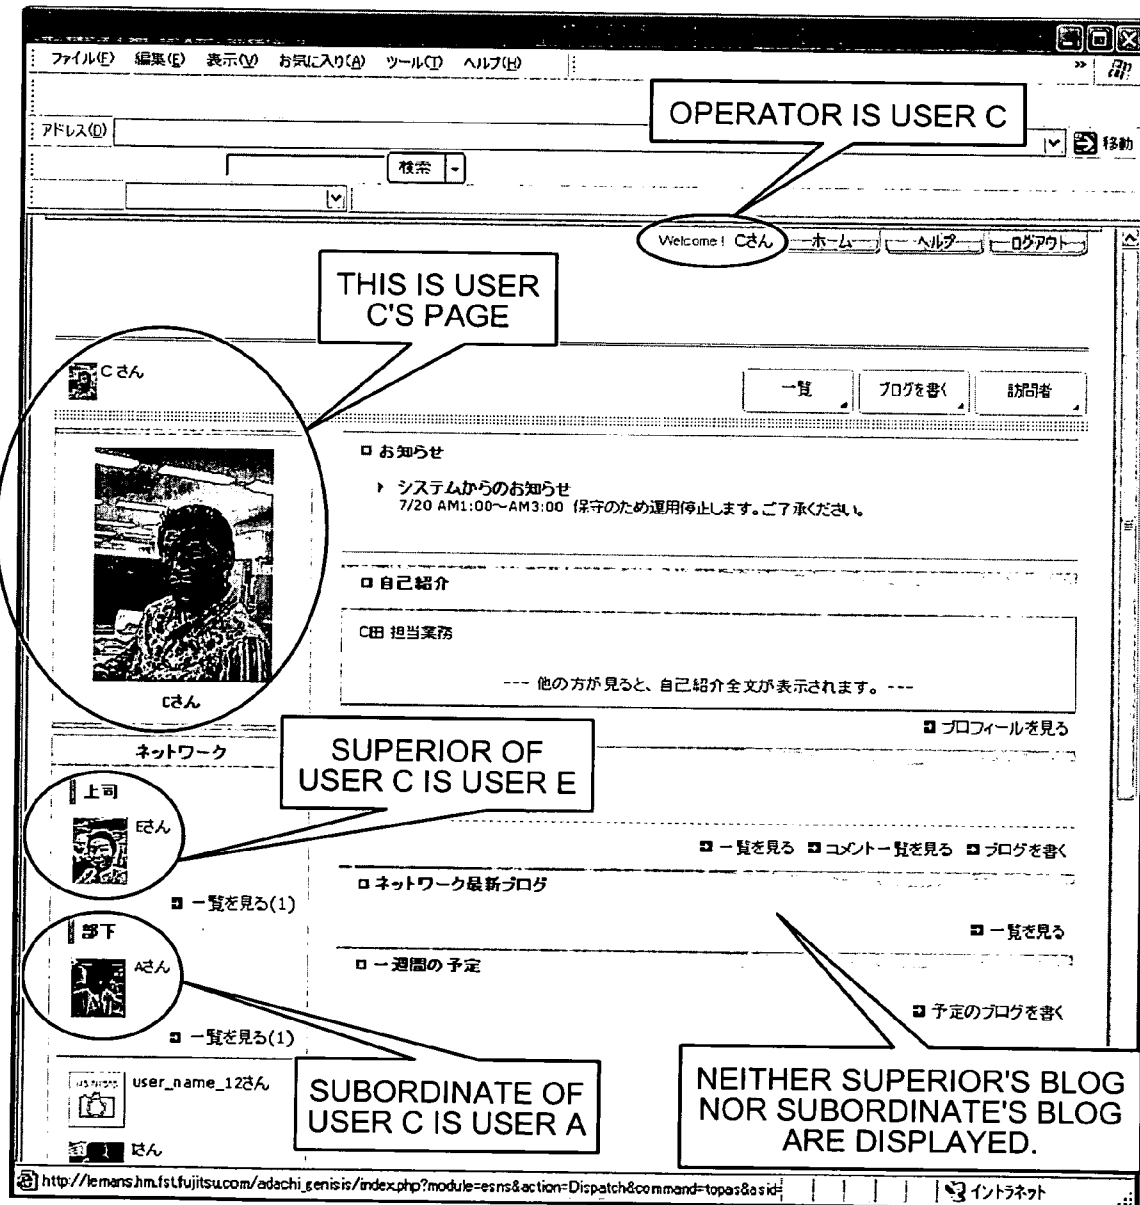 ファイル(F) 編集(E) 表示(V) お気に入り(A) ツール(T) ヘルプ(H) »
OPERATOR IS USER C
アドレス(D) 移動
検索
Welcome! Cさん ホーム ヘルプ ログアウト
THIS IS USER
C'S PAGE
Cさん
一覧 ブログを書く 訪問者
お知らせ
システムからのお知らせ
7/20 AM1:00～AM3:00 保守のため運用停止します。ご了承ください。
自己紹介
C田 担当業務
--- 他の方が見ると、自己紹介全文が表示されます。 ---
Cさん
プロフィールを見る
ネットワーク
SUPERIOR OF
USER C IS USER E
上司
Eさん
一覧を見る コメント一覧を見る ブログを書く
一覧を見る(1)
ネットワーク最新ブログ
一覧を見る
部下
Aさん
一週間の予定
予定のブログを書く
一覧を見る(1)
SUBORDINATE OF
USER C IS USER A
NEITHER SUPERIOR'S BLOG
NOR SUBORDINATE'S BLOG
ARE DISPLAYED.
user_name_12さん
さん
http://lemans.hm.fst.fujitsu.com/adachi_genisis/index.php?module=esns&action=Dispatch&command=topas&asid= イントラネット